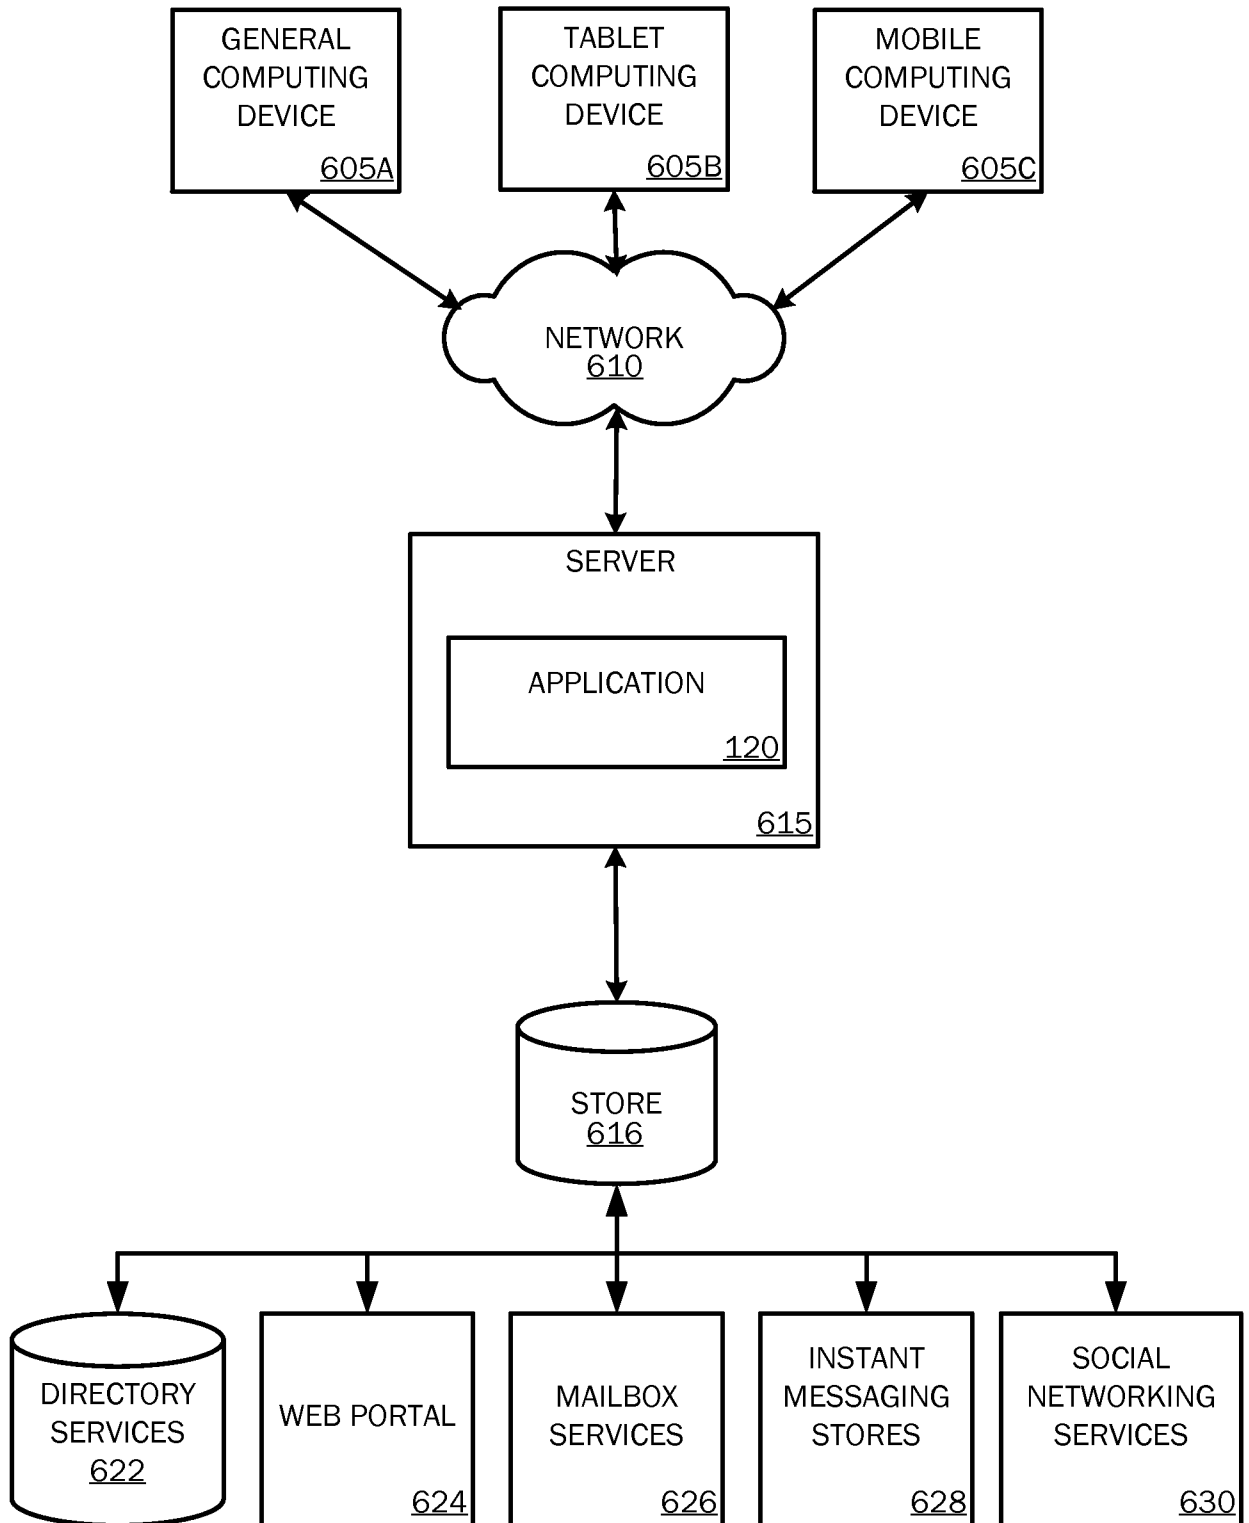 GENERAL
COMPUTING
DEVICE
605A
TABLET
COMPUTING
DEVICE
605B
MOBILE
COMPUTING
DEVICE
605C
NETWORK
610
SERVER
APPLICATION
120
615
STORE
616
DIRECTORY
SERVICES
622
WEB PORTAL
624
MAILBOX
SERVICES
626
INSTANT
MESSAGING
STORES
628
SOCIAL
NETWORKING
SERVICES
630